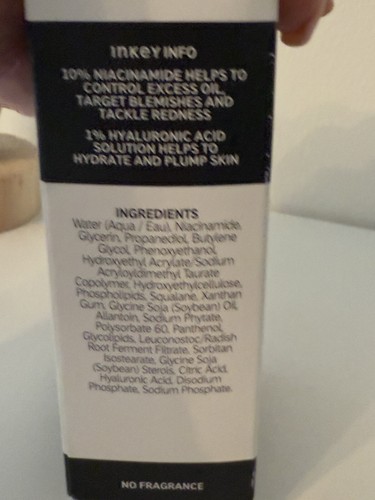 INKEY INFO
10% NIACINAMIDE HELPS TO
CONTROL EXCESS OIL,
TARGET BLEMISHES AND
TACKLE REDNESS
1% HYALURONIC ACID
SOLUTION HELPS TO
HYDRATE AND PLUMP SKIN
INGREDIENTS
Water (Aqua / Eau), Niacinamide,
Glycerin, Propanediol, Butylene
Glycol, Phenoxyethanol,
Hydroxyethyl Acrylate/Sodium
Acryloyldimethyl Taurate
Copolymer, Hydroxyethylcellulose,
Phospholipids, Squalane, Xanthan
Gum, Glycine Soja (Soybean) Oil,
Allantoin, Sodium Phytate,
Polysorbate 60, Panthenol,
Glycolipids, Leuconostoc/Radish
Root Ferment Filtrate, Sorbitan
Isostearate, Glycine Soja
(Soybean) Sterols, Citric Acid,
Hyaluronic Acid, Disodium
Phosphate, Sodium Phosphate.
NO FRAGRANCE